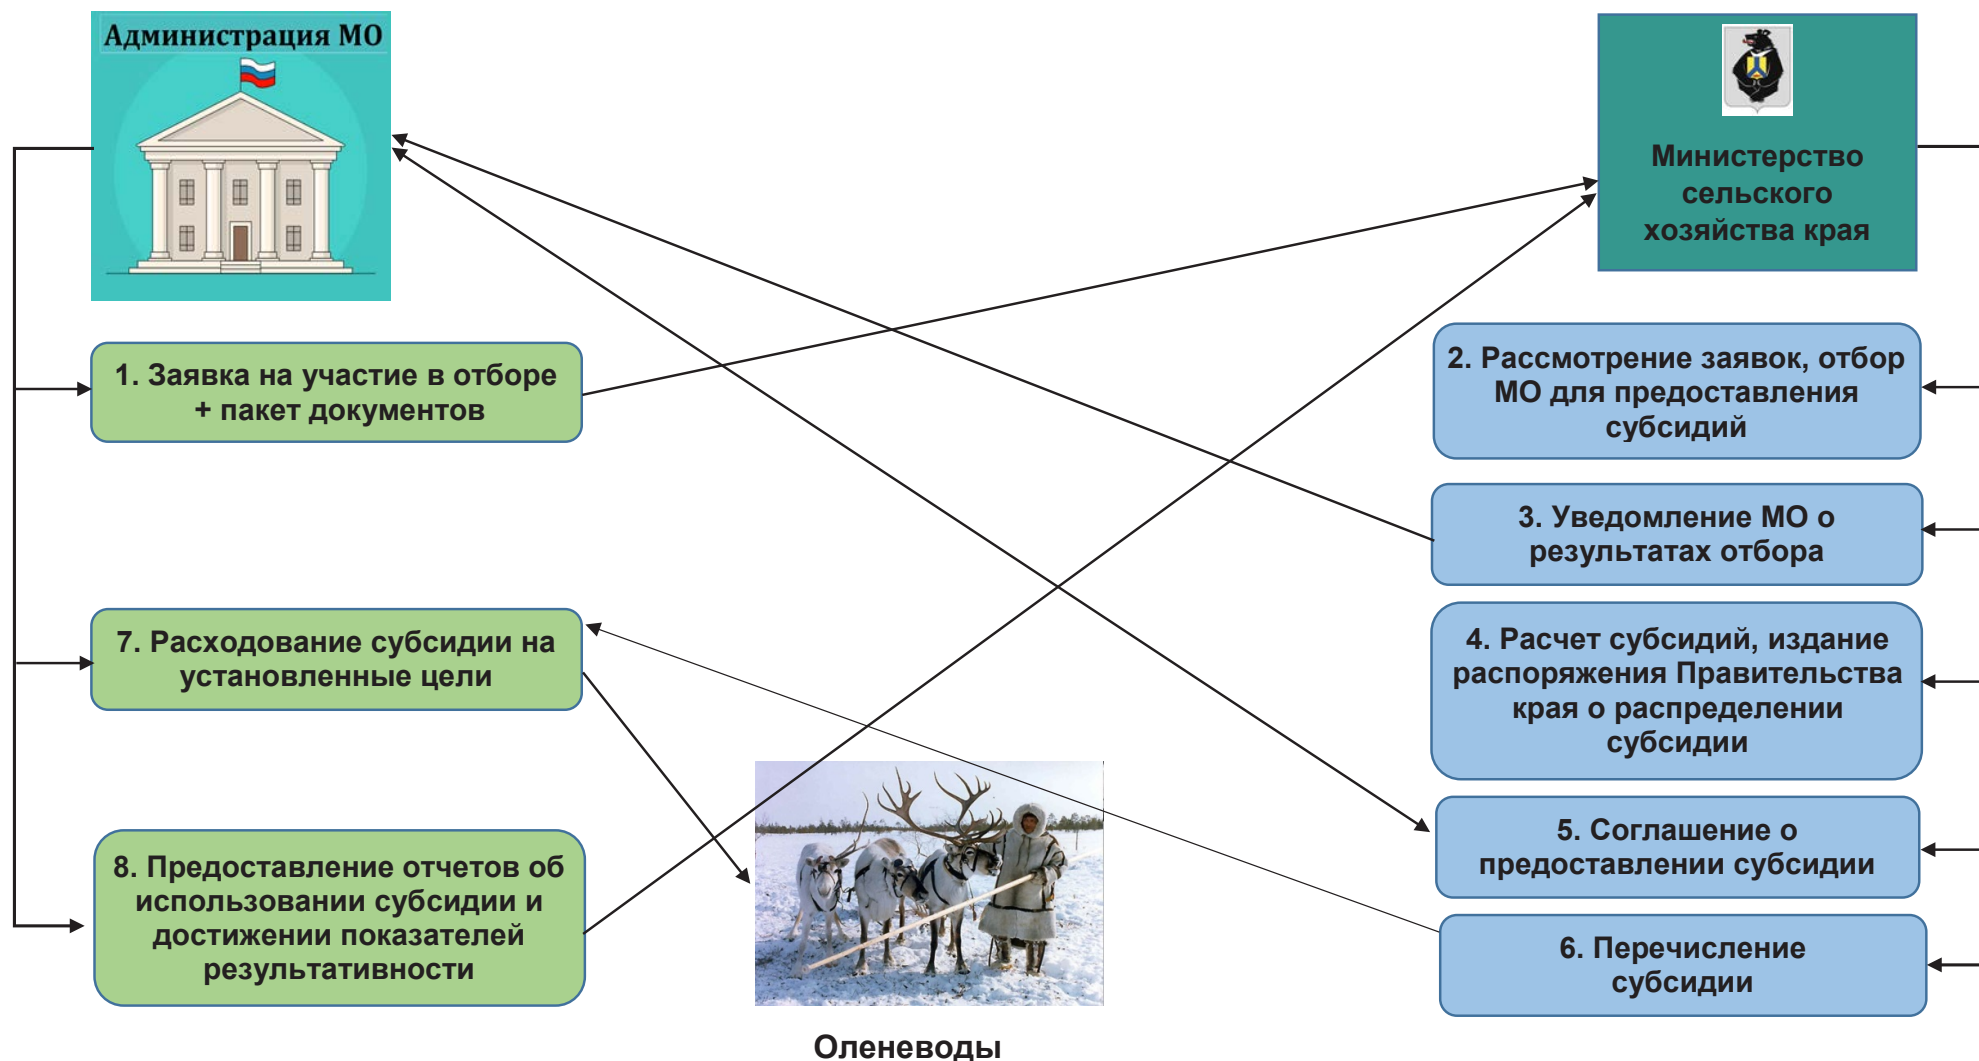 Администрация МО
Министерство
сельского
хозяйства края
1. Заявка на участие в отборе
+ пакет документов
2. Рассмотрение заявок, отбор
МО для предоставления
субсидий
3. Уведомление МО о
результатах отбора
7. Расходование субсидии на
установленные цели
4. Расчет субсидий, издание
распоряжения Правительства
края о распределении
субсидии
5. Соглашение о
предоставлении субсидии
8. Предоставление отчетов об
использовании субсидии и
достижении показателей
результативности
6. Перечисление
субсидии
Оленеводы